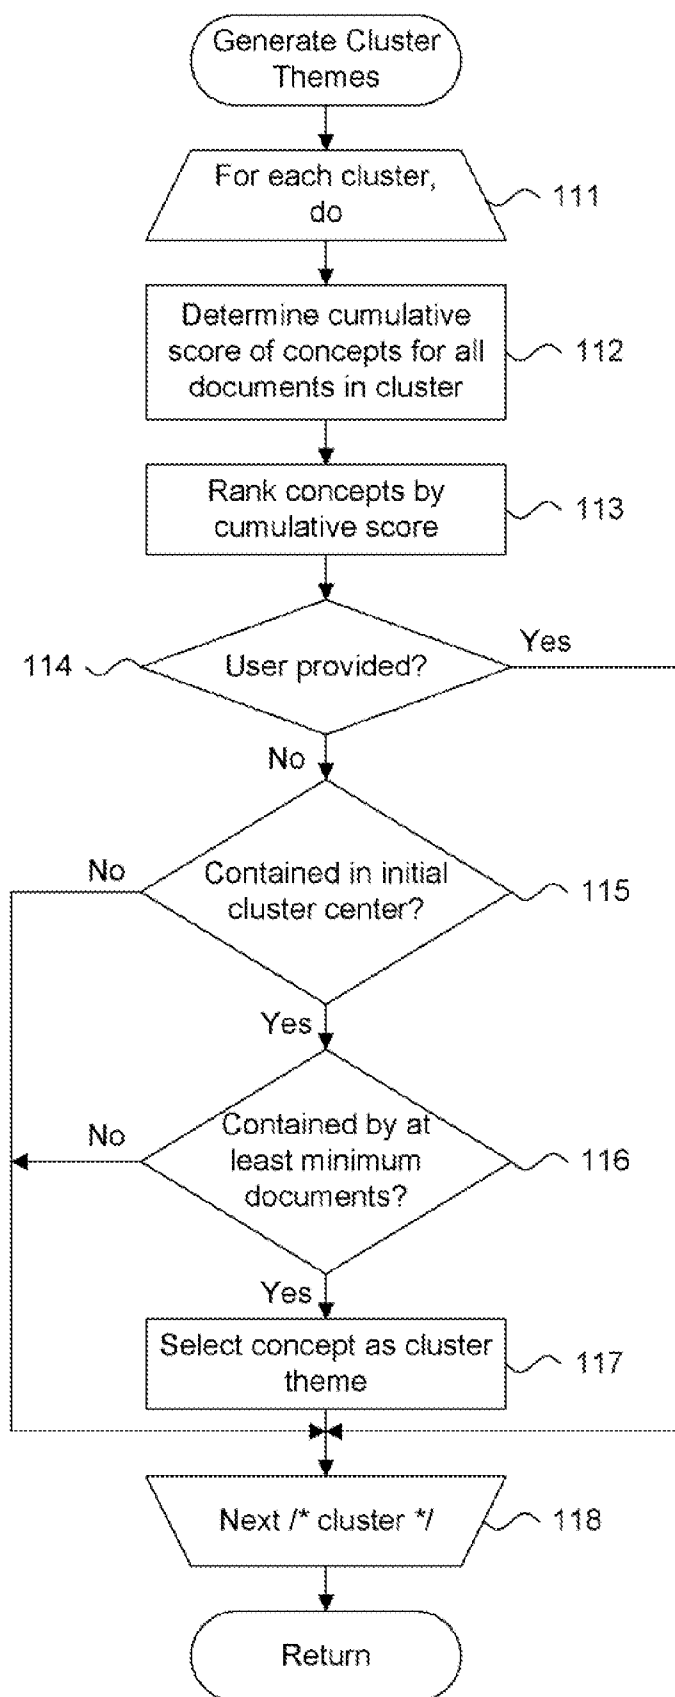 Generate Cluster
Themes
For each cluster,
do
111
Determine cumulative
score of concepts for all
documents in cluster
112
Rank concepts by
cumulative score
113
114
User provided?
Yes
No
No
Contained in initial
cluster center?
115
Yes
No
Contained by at
least minimum
documents?
116
Yes
Select concept as cluster
theme
117
Next /* cluster */
118
Return